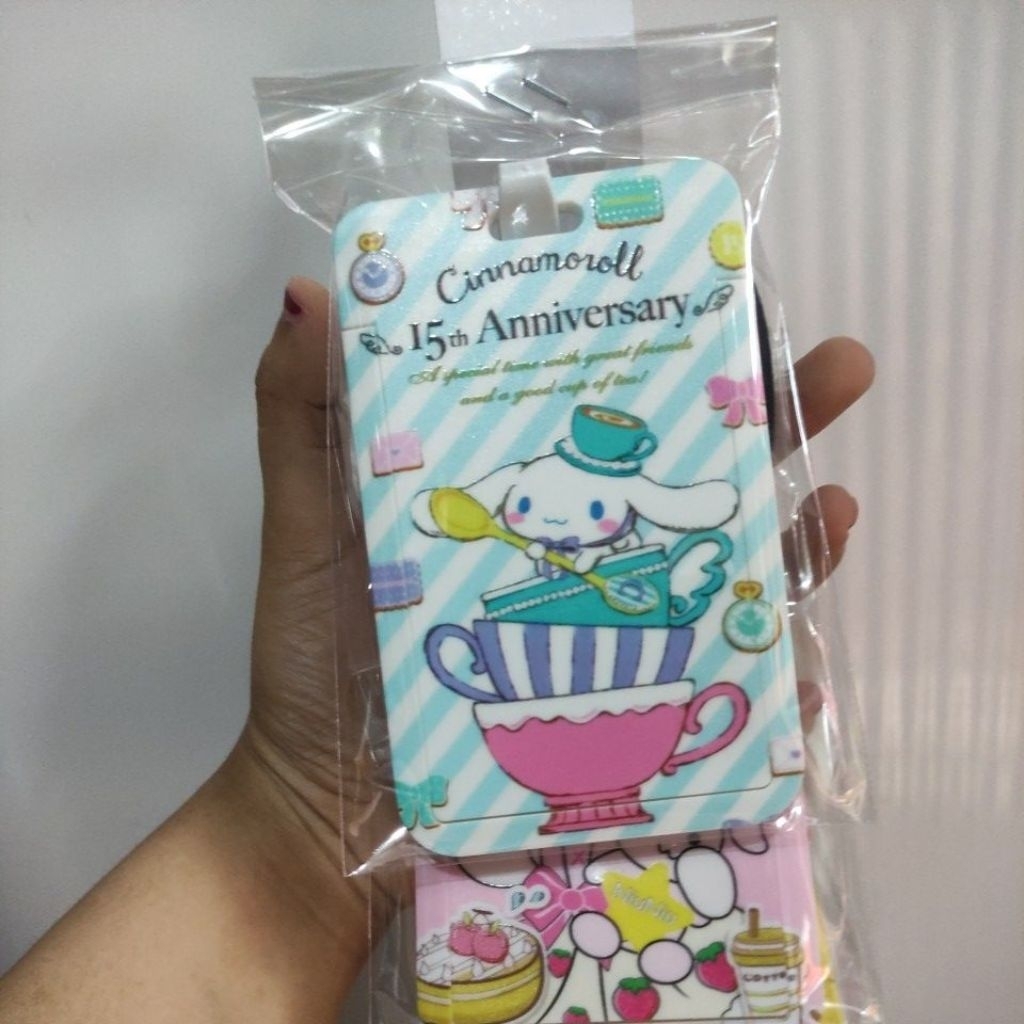 Cinnamoroll
15th Anniversary
A special time with great friends
and a good cup of tea!